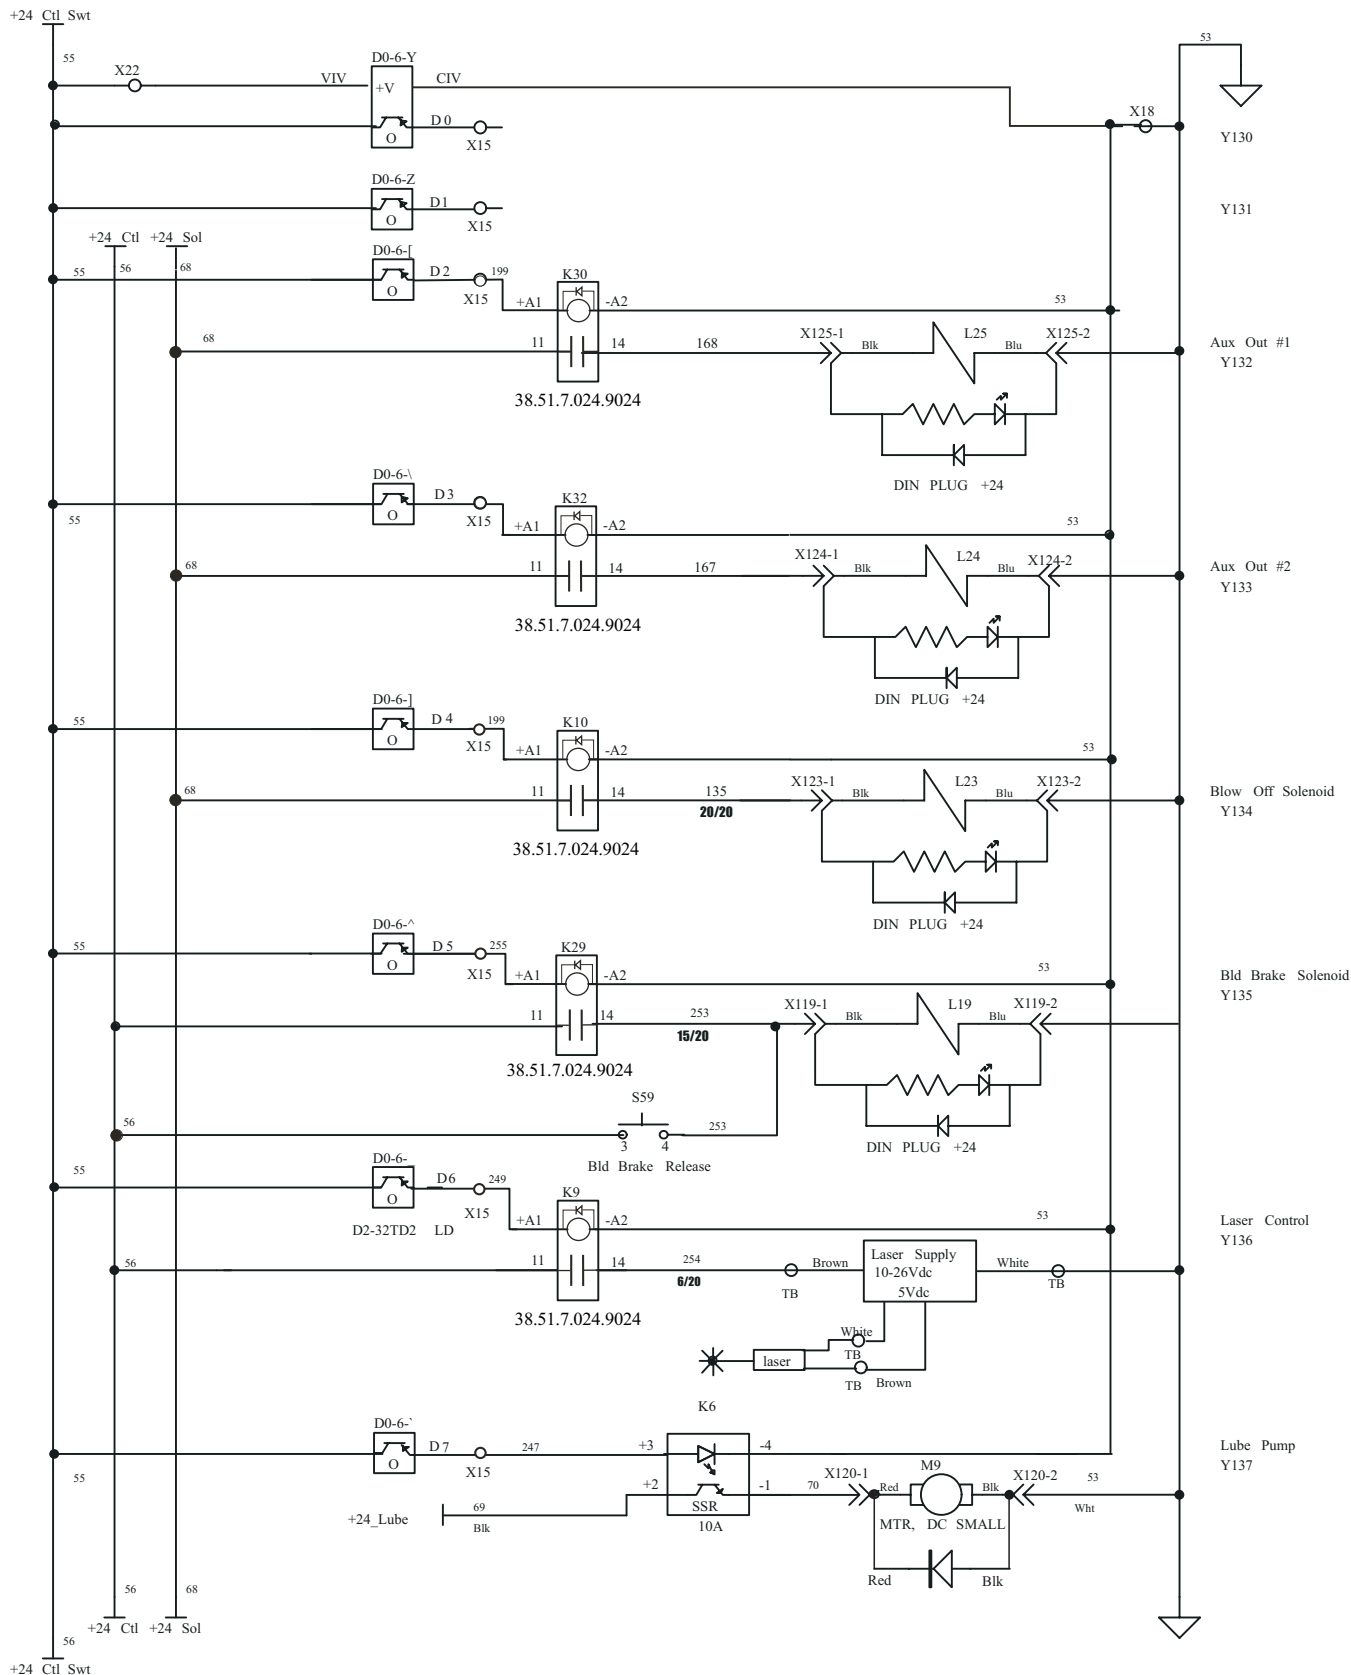 +24 Ctl Swt
53
55
D0-6-Y
X22
VIV
+V
CIV
X18
D0
O
X15
Y130
D0-6-Z
D1
O
X15
Y131
+24 Ctl +24 Sol
D0-6-[
55
56
68
D2
199
K30
O
X15
+A1
-A2
53
68
11
14
168
X125-1
Blk
L25
Blu
X125-2
Aux Out #1
Y132
38.51.7.024.9024
DIN PLUG +24
D0-6-\
D3
K32
55
O
X15
+A1
-A2
53
68
11
14
167
X124-1
Blk
L24
Blu
X124-2
Aux Out #2
Y133
38.51.7.024.9024
DIN PLUG +24
D0-6-]
55
D4
199
K10
O
X15
+A1
-A2
53
68
11
14
135
20/20
X123-1
Blk
L23
Blu
X123-2
Blow Off Solenoid
Y134
38.51.7.024.9024
DIN PLUG +24
D0-6-^
55
D5
255
K29
O
X15
+A1
-A2
53
Bld Brake Solenoid
Y135
11
14
253
15/20
X119-1
Blk
L19
Blu
X119-2
38.51.7.024.9024
S59
56
3
4
253
Bld Brake Release
DIN PLUG +24
D0-6-_
55
D6
249
K9
O
X15
D2-32TD2 LD
+A1
-A2
53
Laser Control
Y136
56
11
14
254
6/20
TB
Brown
Laser Supply
10-26Vdc
5Vdc
White
TB
38.51.7.024.9024
White
TB
laser
TB
Brown
K6
D0-6-`
55
D7
247
O
X15
+3
-4
Lube Pump
Y137
+2
-1
SSR
10A
70
X120-1
Red
M9
Blk
X120-2
53
Wht
MTR, DC SMALL
+24_Lube
69
Blk
Red
Blk
56
68
+24 Ctl +24 Sol
56
+24 Ctl Swt